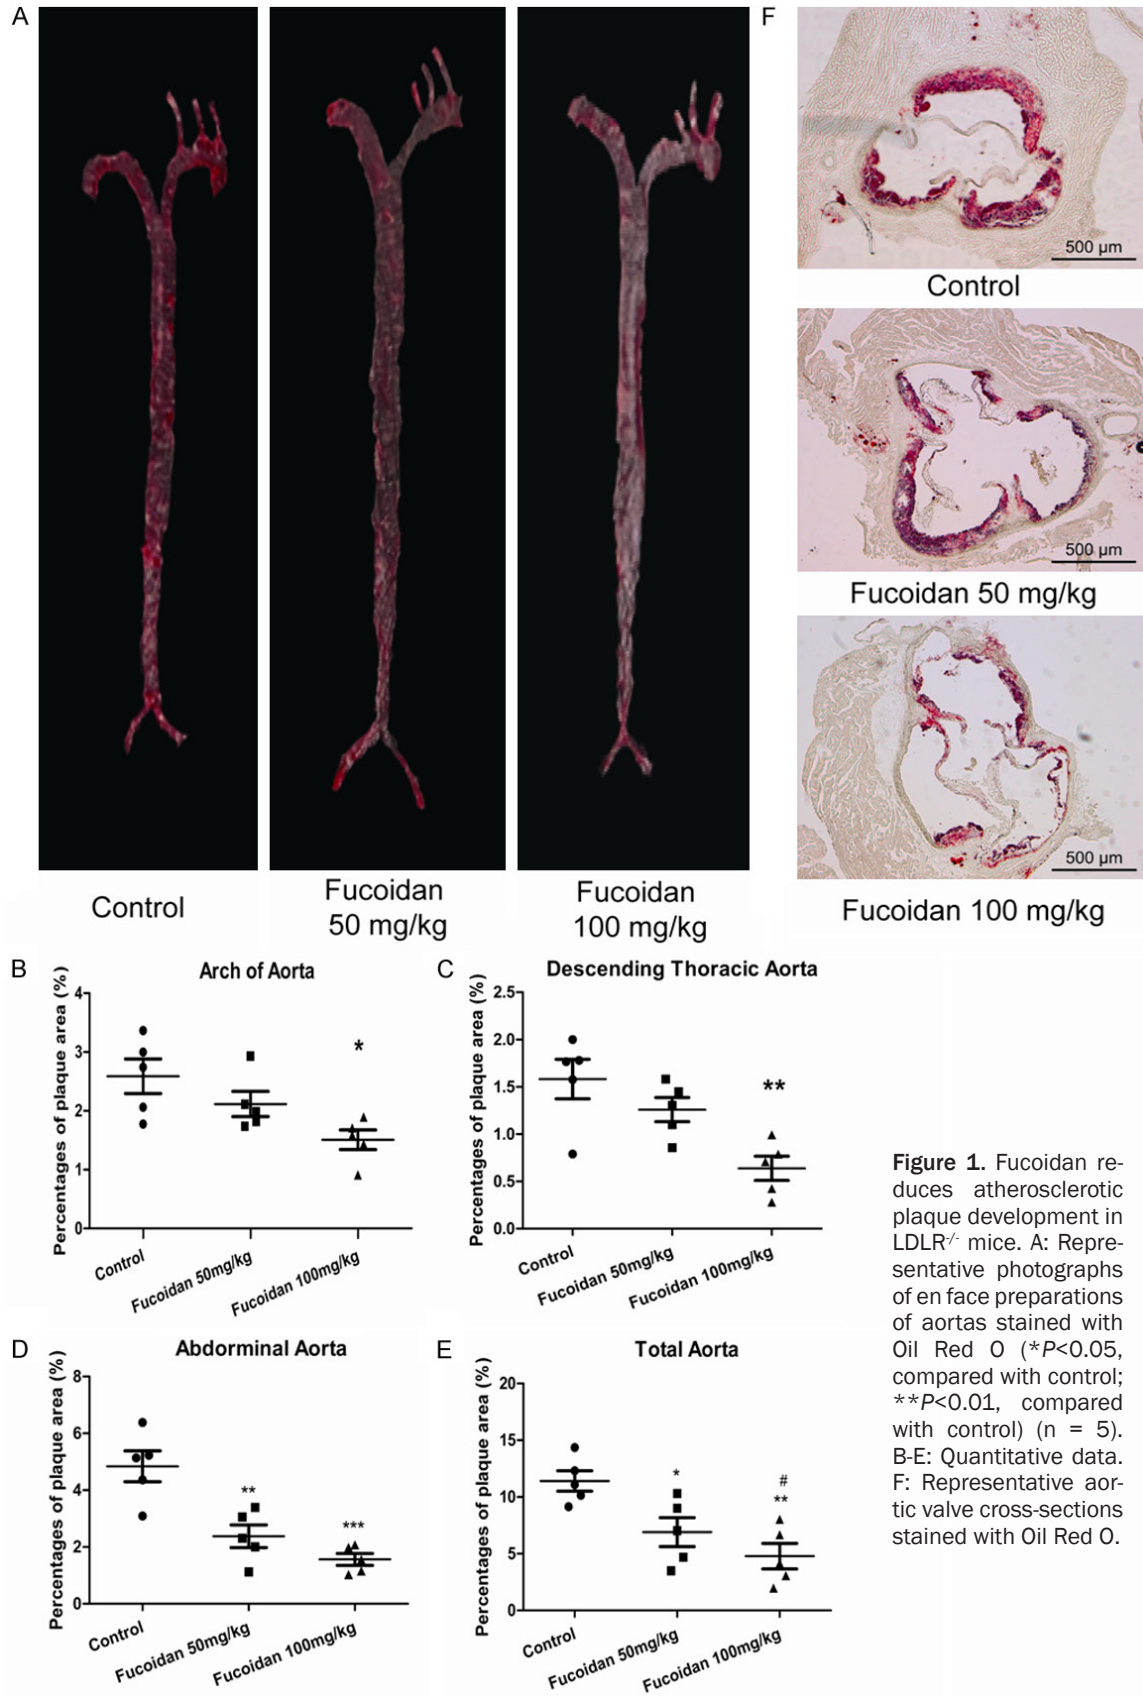 A
Control
Fucoidan
50 mg/kg
Fucoidan
100 mg/kg
F
500 µm
Control
500 µm
Fucoidan 50 mg/kg
500 µm
Fucoidan 100 mg/kg
B
Arch of Aorta
Percentages of plaque area (%)
4
3
2
1
0
*
Control
Fucoidan 50mg/kg
Fucoidan 100mg/kg
C
Descending Thoracic Aorta
Percentages of plaque area (%)
2.5
2.0
1.5
1.0
0.5
0.0
**
Control
Fucoidan 50mg/kg
Fucoidan 100mg/kg
D
Abdorminal Aorta
Percentages of plaque area (%)
8
6
4
2
0
**
***
Control
Fucoidan 50mg/kg
Fucoidan 100mg/kg
E
Total Aorta
Percentages of plaque area (%)
20
15
10
5
0
*
#
**
Control
Fucoidan 50mg/kg
Fucoidan 100mg/kg
Figure 1. Fucoidan re-
duces atherosclerotic
plaque development in
LDLR-/- mice. A: Repre-
sentative photographs
of en face preparations
of aortas stained with
Oil Red O (*P<0.05,
compared with control;
**P<0.01, compared
with control) (n = 5).
B-E: Quantitative data.
F: Representative aor-
tic valve cross-sections
stained with Oil Red O.